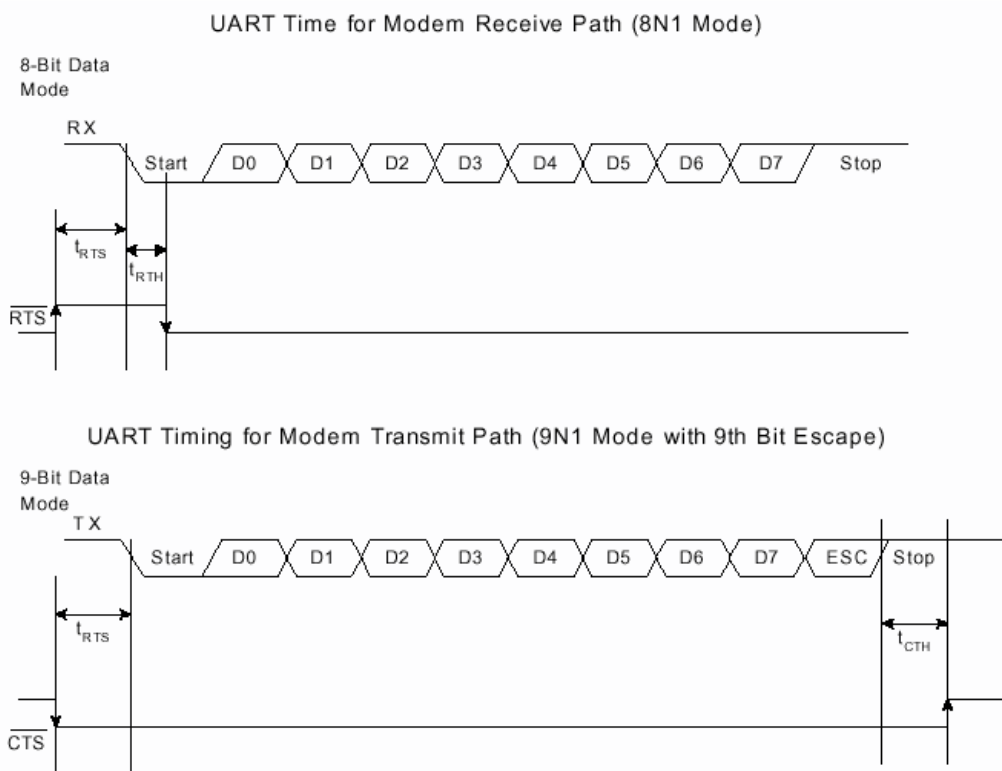 UART Time for Modem Receive Path (8N1 Mode)
8-Bit Data
Mode
RX
Start D0 D1 D2 D3 D4 D5 D6 D7 Stop
tRTS
tRTH
RTS
UART Timing for Modem Transmit Path (9N1 Mode with 9th Bit Escape)
9-Bit Data
Mode
TX
Start D0 D1 D2 D3 D4 D5 D6 D7 ESC Stop
tRTS
tCTH
CTS